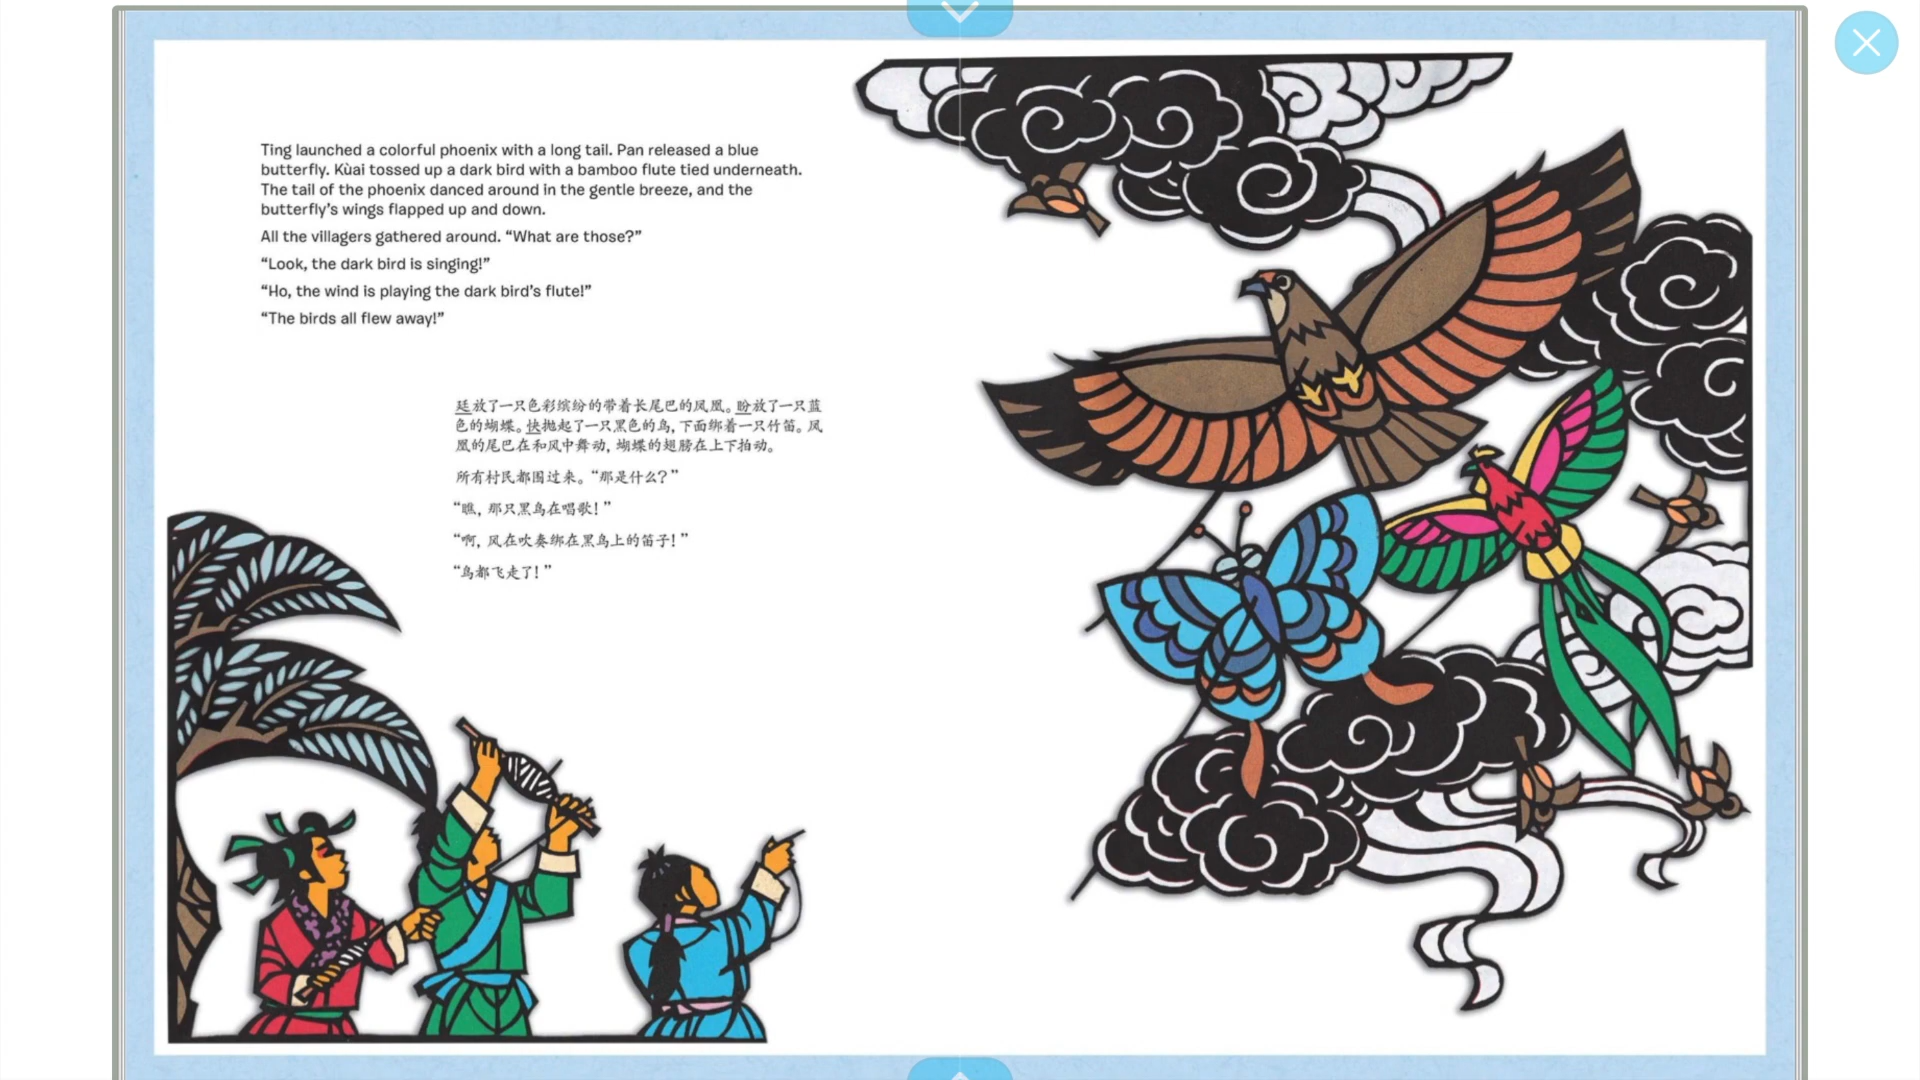 Ting launched a colorful phoenix with a long tail. Pan released a blue
butterfly. Kùai tossed up a dark bird with a bamboo flute tied underneath.
The tail of the phoenix danced around in the gentle breeze, and the
butterfly’s wings flapped up and down.
All the villagers gathered around. “What are those?”
“Look, the dark bird is singing!”
“Ho, the wind is playing the dark bird’s flute!”
“The birds all flew away!”
廷放了一只色彩缤纷的带着长尾巴的凤凰。盼放了一只蓝
色的蝴蝶。快抛起了一只黑色的鸟，下面绑着一只竹笛。凤
凰的尾巴在和风中舞动，蝴蝶的翅膀在上下拍动。
所有村民都围过来。“那是什么？”
“瞧，那只黑鸟在唱歌！”
“啊，风在吹奏绑在黑鸟上的笛子！”
“鸟都飞走了！”